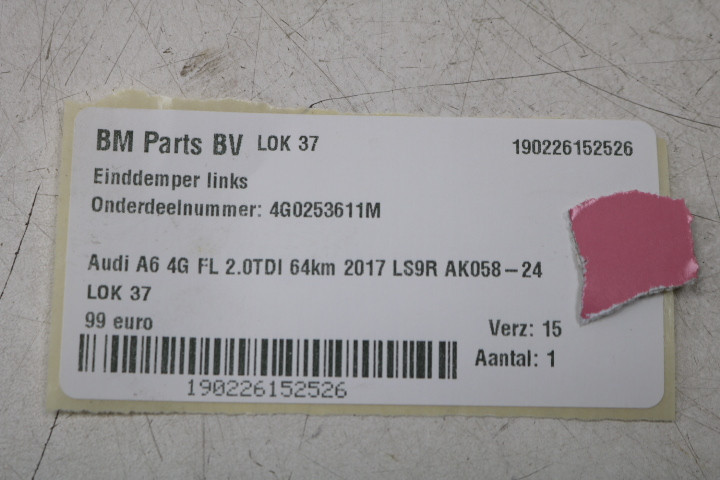 BM Parts BV LOK 37 190226152526
Einddemper links
Onderdeelnummer: 4G0253611M
Audi A6 4G FL 2.0TDI 64km 2017 LS9R AK058-24
LOK 37
99 euro Verz: 15
Aantal: 1
190226152526